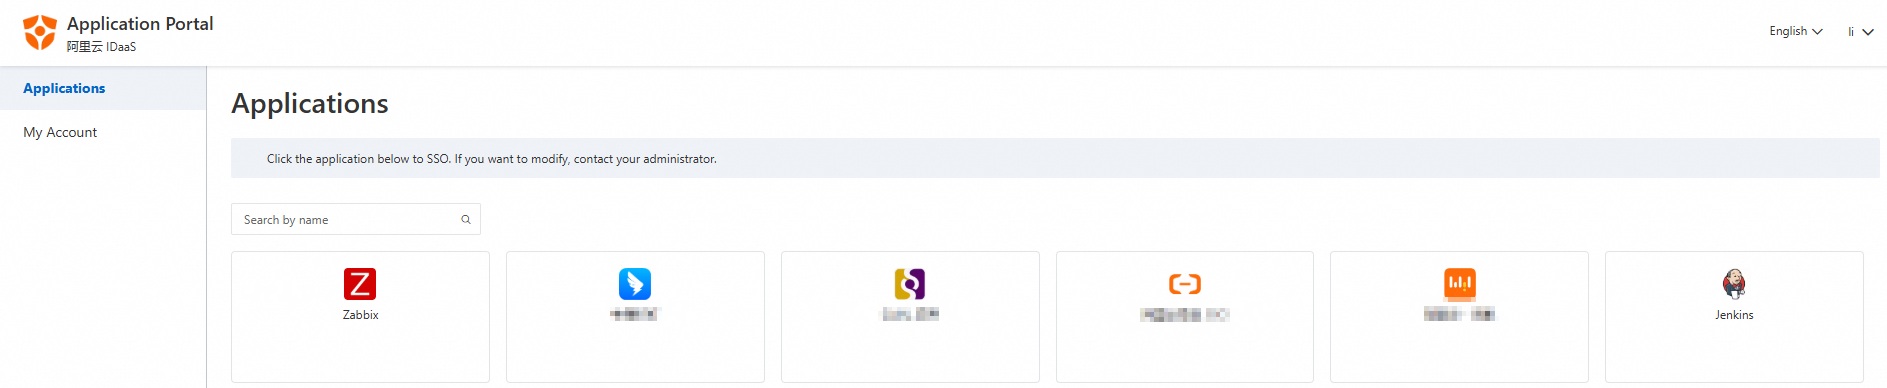 Application Portal
阿里云 IDaaS
English
li
Applications
My Account
Applications
Click the application below to SSO. If you want to modify, contact your administrator.
Search by name
Z
Zabbix
Jenkins